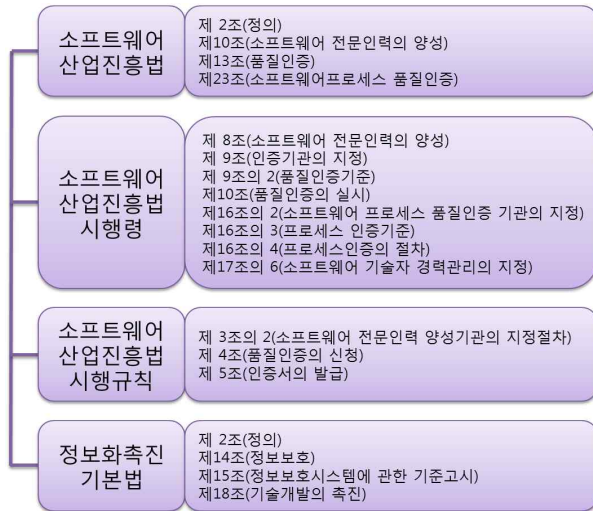 소프트웨어
산업진흥법
제 2조(정의)
제10조(소프트웨어 전문인력의 양성)
제13조(품질인증)
제23조(소프트웨어프로세스 품질인증)
소프트웨어
산업진흥법
시행령
제 8조(소프트웨어 전문인력의 양성)
제 9조(인증기관의 지정)
제 9조의 2(품질인증기준)
제10조(품질인증의 실시)
제16조의 2(소프트웨어 프로세스 품질인증 기관의 지정)
제16조의 3(프로세스 인증기준)
제16조의 4(프로세스인증의 절차)
제17조의 6(소프트웨어 기술자 경력관리의 지정)
소프트웨어
산업진흥법
시행규칙
제 3조의 2(소프트웨어 전문인력 양성기관의 지정절차)
제 4조(품질인증의 신청)
제 5조(인증서의 발급)
정보화촉진
기본법
제 2조(정의)
제14조(정보보호)
제15조(정보보호시스템에 관한 기준고시)
제18조(기술개발의 촉진)